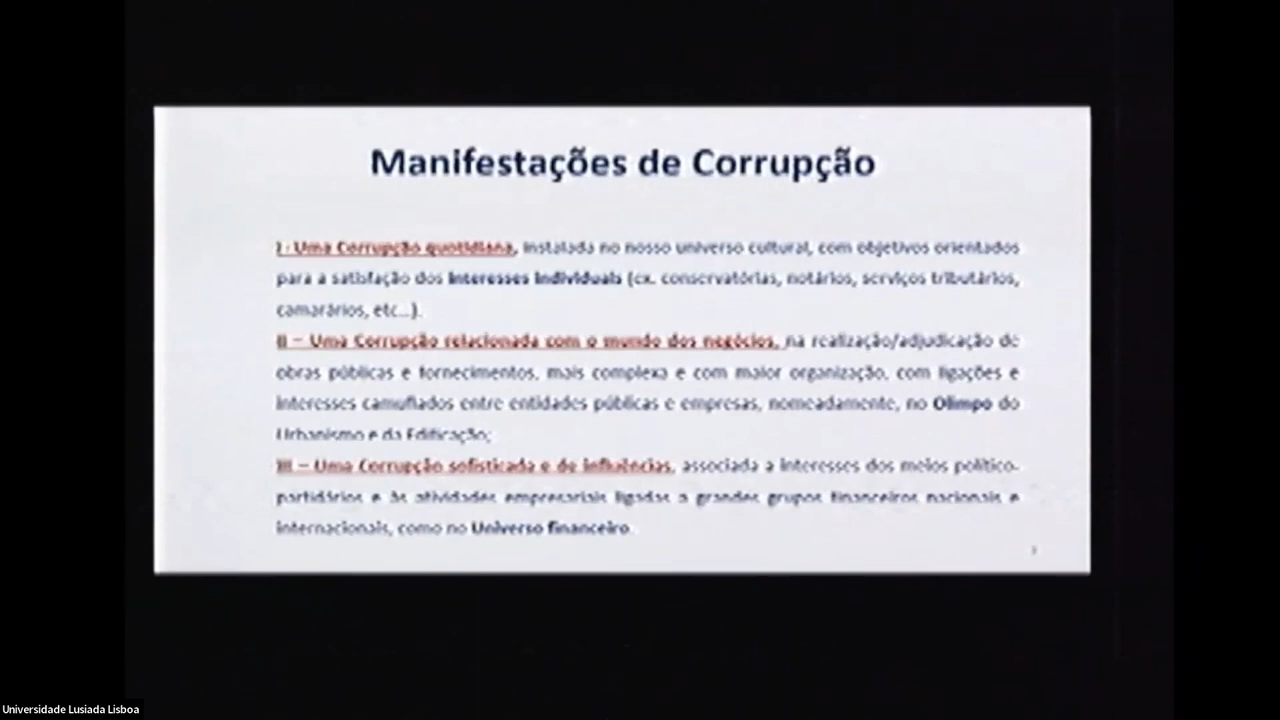 Manifestações de Corrupção
I - Uma Corrupção quotidiana, instalada no nosso universo cultural, com objetivos orientados
para a satisfação dos Interesses Individuais (ex. conservatórias, notários, serviços tributários,
camarários, etc...).
II – Uma Corrupção relacionada com o mundo dos negócios, na realização/adjudicação de
obras públicas e fornecimentos, mais complexa e com maior organização, com ligações e
interesses camuflados entre entidades públicas e empresas, nomeadamente, no Olimpo do
Urbanismo e da Edificação;
III – Uma Corrupção sofisticada e de influências, associada a interesses dos meios político-
partidários e às atividades empresariais ligadas a grandes grupos financeiros nacionais e
internacionais, como no Universo financeiro.
Universidade Lusiada Lisboa